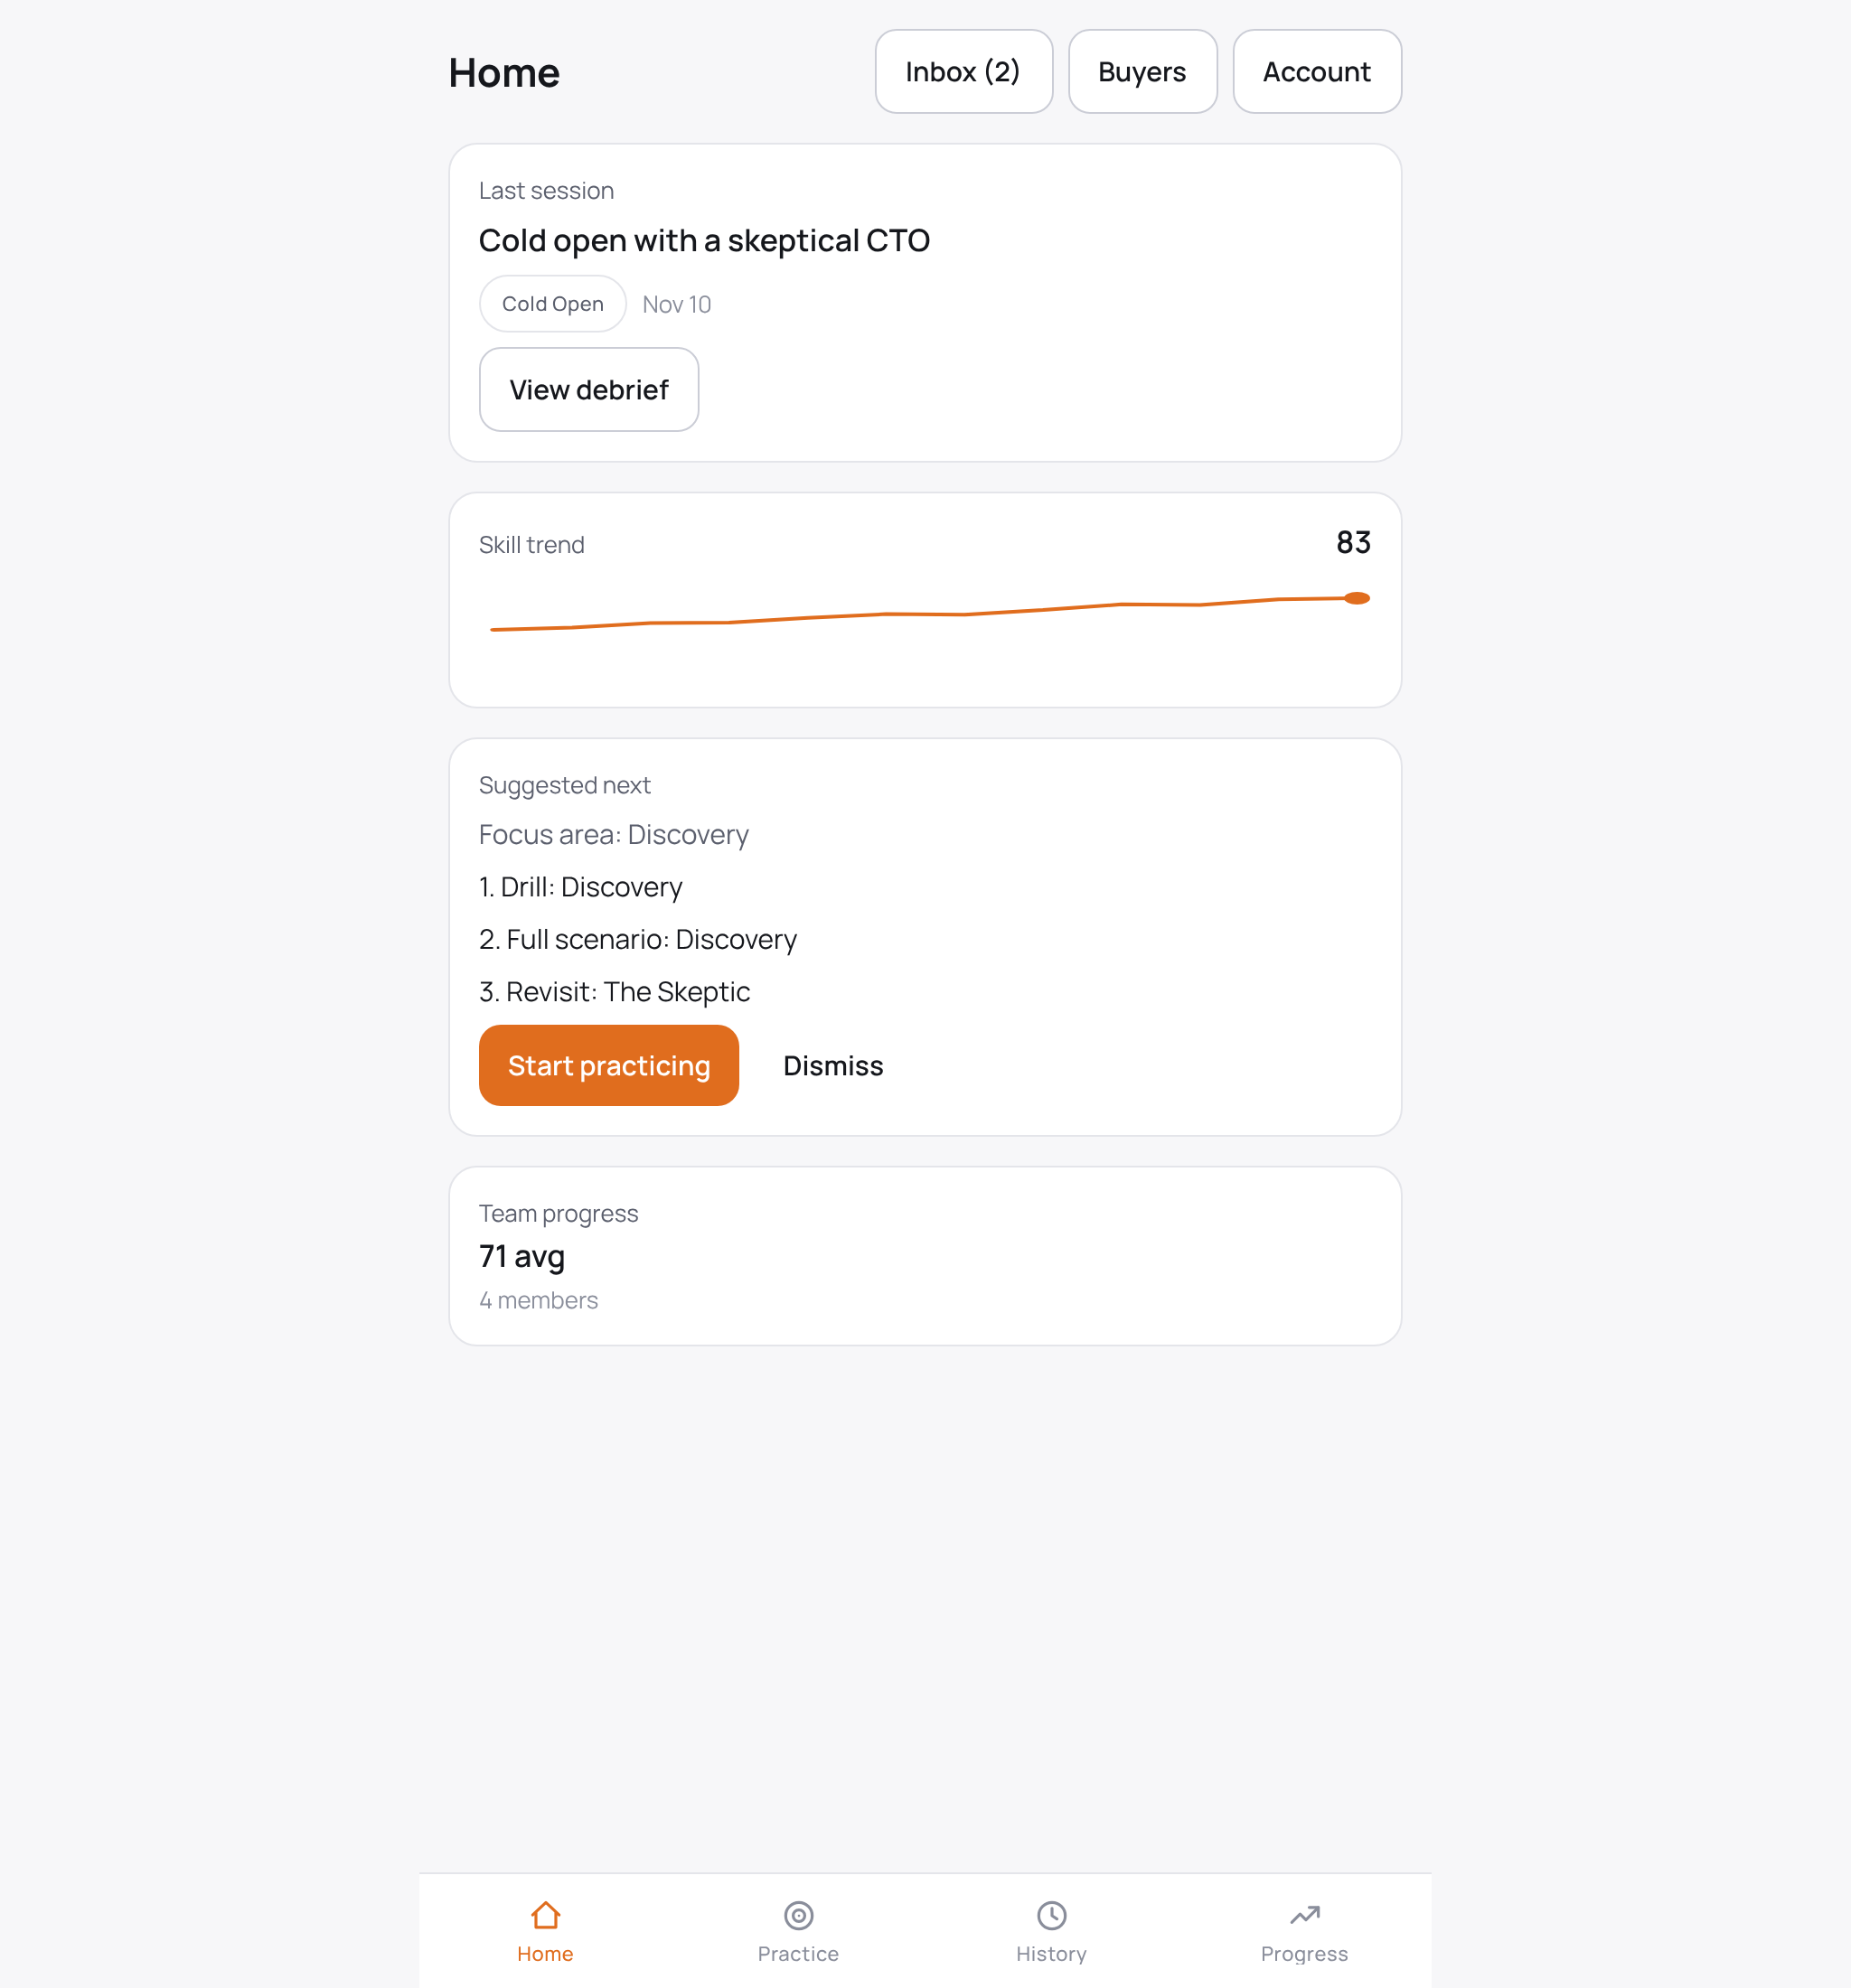 Home
Inbox (2)
Buyers
Account
Last session
Cold open with a skeptical CTO
Cold Open
Nov 10
View debrief
Skill trend
83
Suggested next
Focus area: Discovery
1. Drill: Discovery
2. Full scenario: Discovery
3. Revisit: The Skeptic
Start practicing
Dismiss
Team progress
71 avg
4 members
Home
Practice
History
Progress